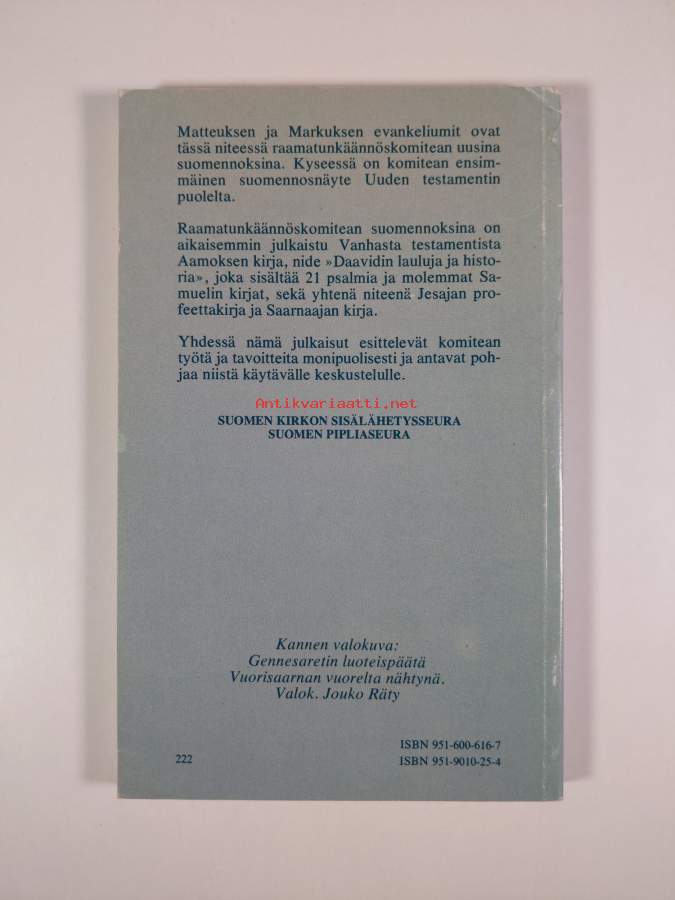 Matteuksen ja Markuksen evankeliumit ovat
tässä niteessä raamatunkäännöskomitean uusina
suomennoksina. Kyseessä on komitean ensim-
mäinen suomennosnäyte Uuden testamentin
puolelta.
Raamatunkäännöskomitean suomennoksina on
aikaisemmin julkaistu Vanhasta testamentista
Aamoksen kirja, nide »Daavidin lauluja ja histo-
ria», joka sisältää 21 psalmia ja molemmat Sa-
muelin kirjat, sekä yhtenä niteenä Jesajan pro-
feettakirja ja Saarnaajan kirja.
Yhdessä nämä julkaisut esittelevät komitean
työtä ja tavoitteita monipuolisesti ja antavat poh-
jaa niistä käytävälle keskustelulle.
Antikvariaatti.net
SUOMEN KIRKON SISÄLÄHETYSSEURA
SUOMEN PIPLIASEURA
Kannen valokuva:
Gennesaretin luoteispäätä
Vuorisaarnan vuorelta nähtynä.
Valok. Jouko Räty
ISBN 951-600-616-7
222 ISBN 951-9010-25-4